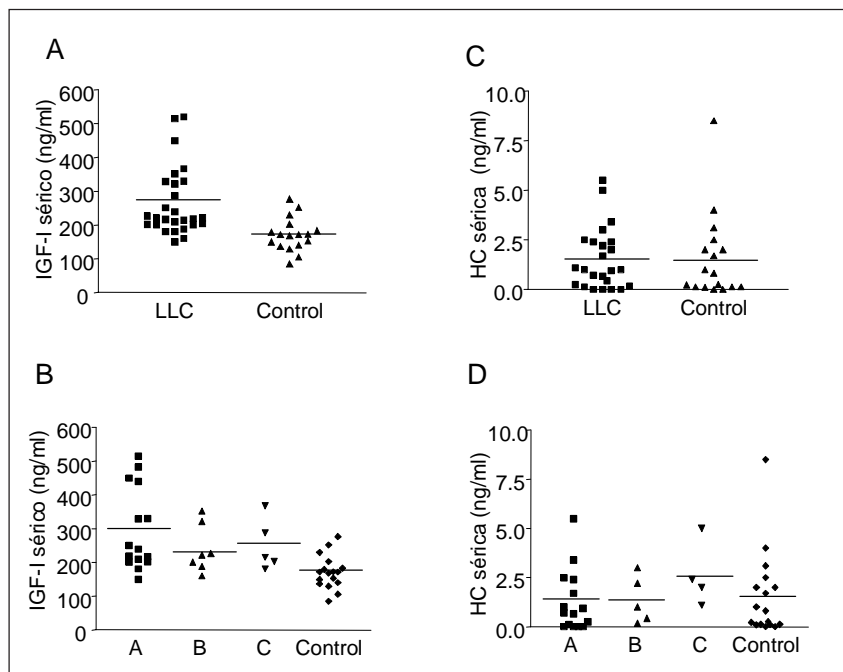 A
600
500
400
300
200
100
0
IGF-I sérico (ng/ml)
LLC Control
C
10.0
7.5
5.0
2.5
0.0
HC sérica (ng/ml)
LLC Control
B
600
500
400
300
200
100
0
IGF-I sérico (ng/ml)
A B C Control
D
10.0
7.5
5.0
2.5
0.0
HC sérica (ng/ml)
A B C Control